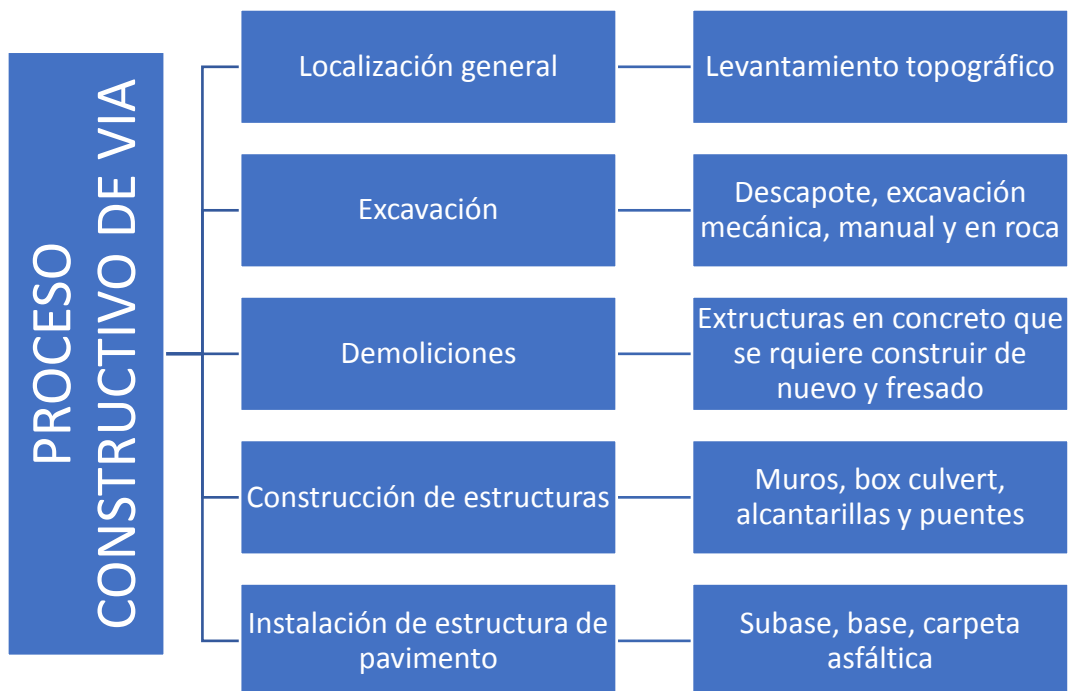 PROCESO
CONSTRUCTIVO DE VIA
Localización general
Levantamiento topográfico
Excavación
Descapote, excavación
mecánica, manual y en roca
Demoliciones
Extructuras en concreto que
se rquiere construir de
nuevo y fresado
Construcción de estructuras
Muros, box culvert,
alcantarillas y puentes
Instalación de estructura de
pavimento
Subase, base, carpeta
asfáltica